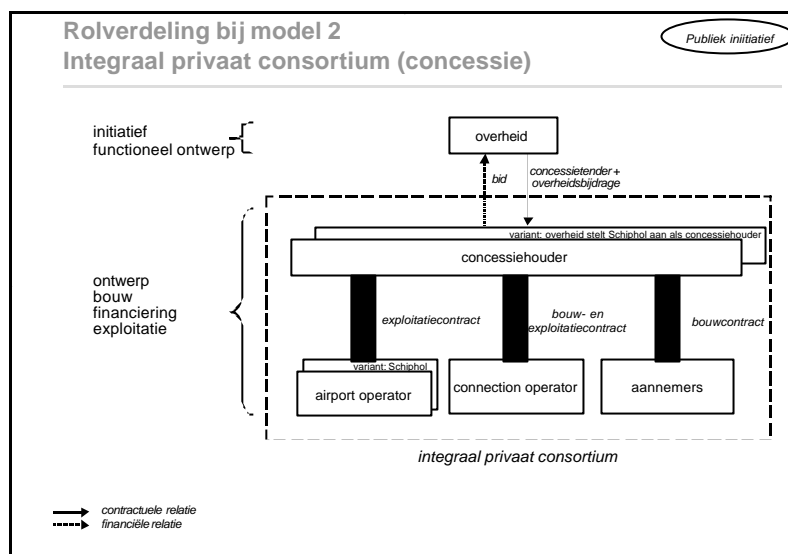 Rolverdeling bij model 2
Integraal privaat consortium (concessie)
Publiek iniitiatief
initiatief
functioneel ontwerp
overheid
bid
concessietender +
overheidsbijdrage
variant: overheid stelt Schiphol aan als concessiehouder
concessiehouder
ontwerp
bouw
financiering
exploitatie
exploitatiecontract
bouw- en
exploitatiecontract
bouwcontract
variant: Schiphol
airport operator
connection operator
aannemers
integraal privaat consortium
contractuele relatie
financiële relatie